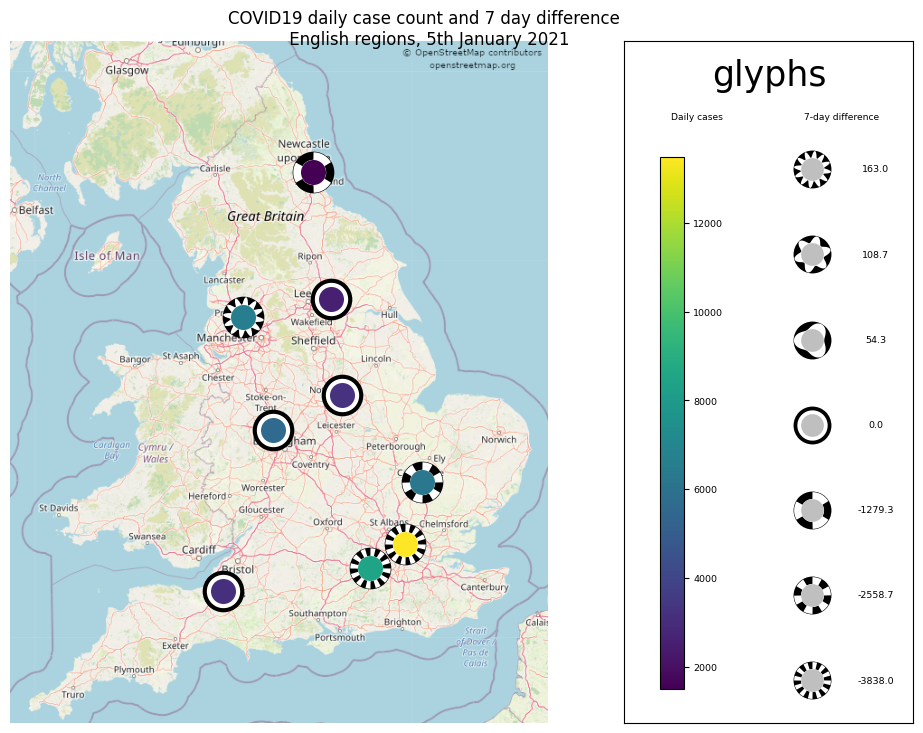 COVID19 daily case count and 7 day difference
English regions, 5th January 2021
© OpenStreetMap contributors
openstreetmap.org
Edinburgh
Glasgow
Newcastle
upon
Carlisle
North
Channel
Belfast
Great Britain
Isle of Man
Ripon
Lancaster
Wakefield
Hull
Manchester
Sheffield
Bangor
St Asaph
Lincoln
Chester
Stoke-on-
Trent
Leicester
Norwich
Peterborough
Ely
Cardigan
Bay
Cymru /
Wales
Coventry
Worcester
Hereford
Gloucester
St Davids
Oxford
St Albans
Chelmsford
Swansea
Cardiff
Bristol
Canterbury
Southampton
Brighton
Portsmouth
Strait
of Dover /
Pas de
Calais
Calais
Exeter
Plymouth
Truro
glyphs
Daily cases
7-day difference
12000
10000
8000
6000
4000
2000
163.0
108.7
54.3
0.0
-1279.3
-2558.7
-3838.0